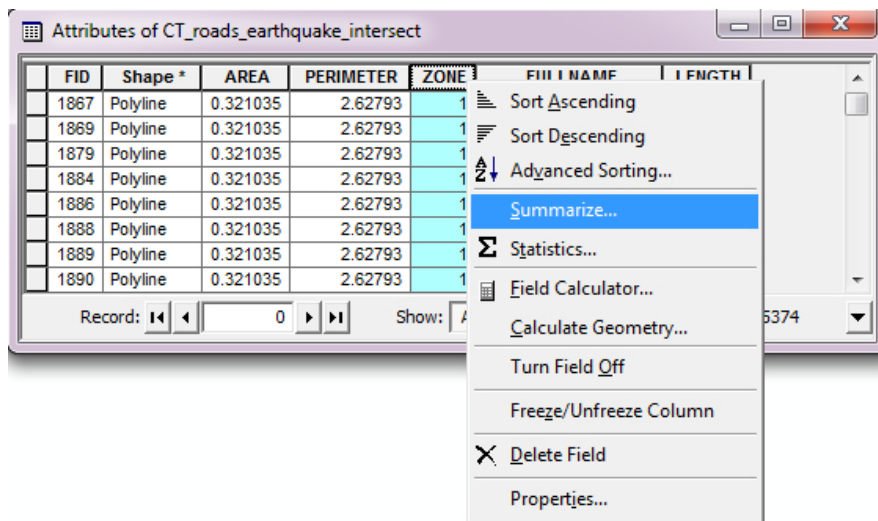 Attributes of CT_roads_earthquake_intersect
FID Shape * AREA PERIMETER ZONE FULLNAME LENGTH
1867 Polyline 0.321035 2.62793 1
1869 Polyline 0.321035 2.62793 1
1879 Polyline 0.321035 2.62793 1
1884 Polyline 0.321035 2.62793 1
1886 Polyline 0.321035 2.62793 1
1888 Polyline 0.321035 2.62793 1
1889 Polyline 0.321035 2.62793 1
1890 Polyline 0.321035 2.62793 1
Record: 0 Show: 5374
Sort Ascending
Sort Descending
Advanced Sorting...
Summarize...
Statistics...
Field Calculator...
Calculate Geometry...
Turn Field Off
Freeze/Unfreeze Column
Delete Field
Properties...